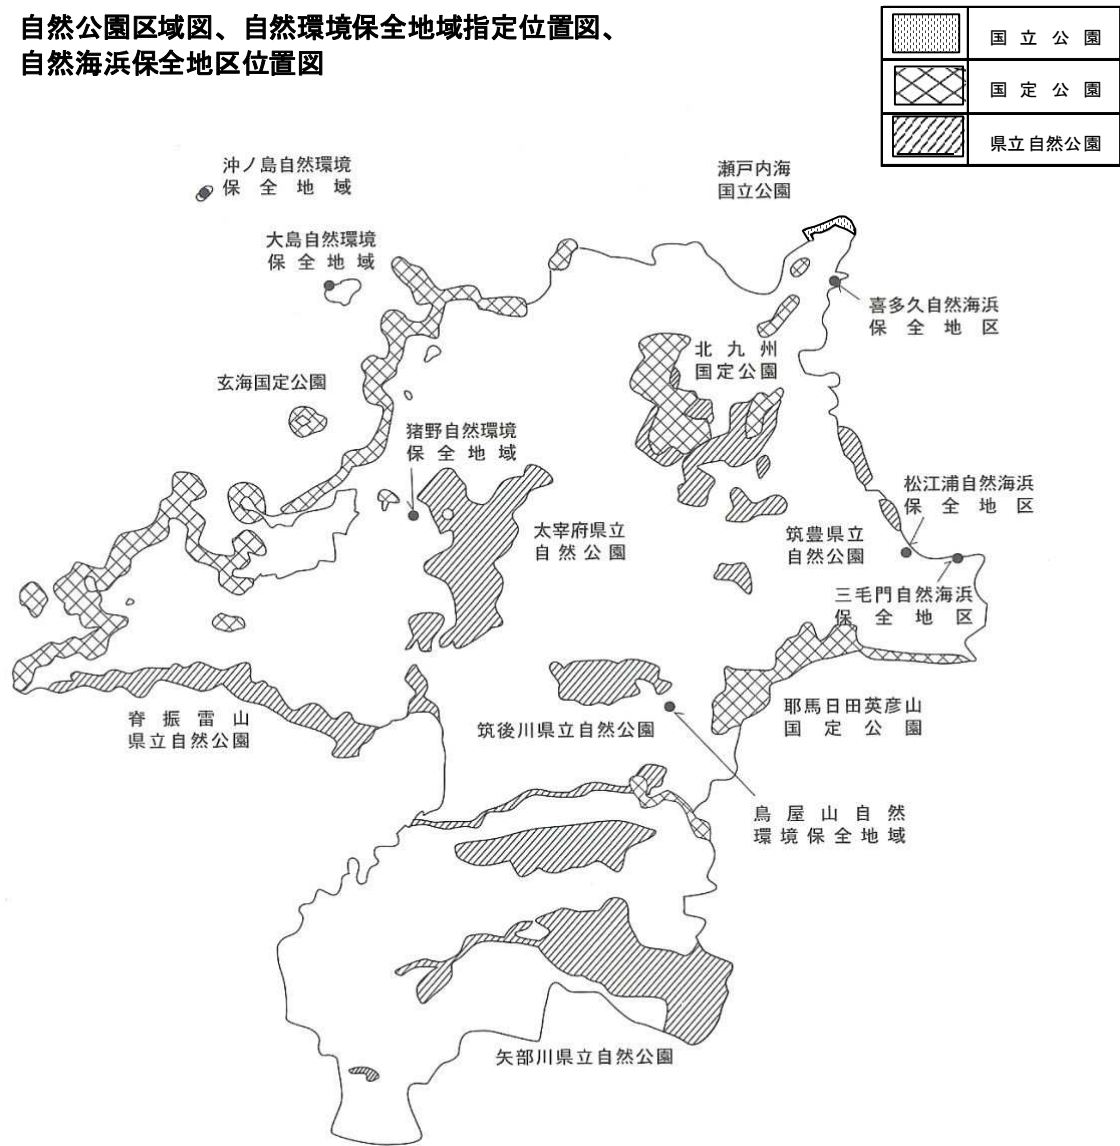 自然公園区域図、自然環境保全地域指定位置図、
自然海浜保全地区位置図
国立公園
国定公園
県立自然公園
沖ノ島自然環境
保全地域
瀬戸内海
国立公園
大島自然環境
保全地域
喜多久自然海浜
保全地区
北九州
国定公園
玄海国定公園
猪野自然環境
保全地域
松江浦自然海浜
保全地区
太宰府県立
自然公園
筑豊県立
自然公園
三毛門自然海浜
保全地区
脊振雷山
県立自然公園
筑後川県立自然公園
耶馬日田英彦山
国定公園
鳥屋山自然
環境保全地域
矢部川県立自然公園